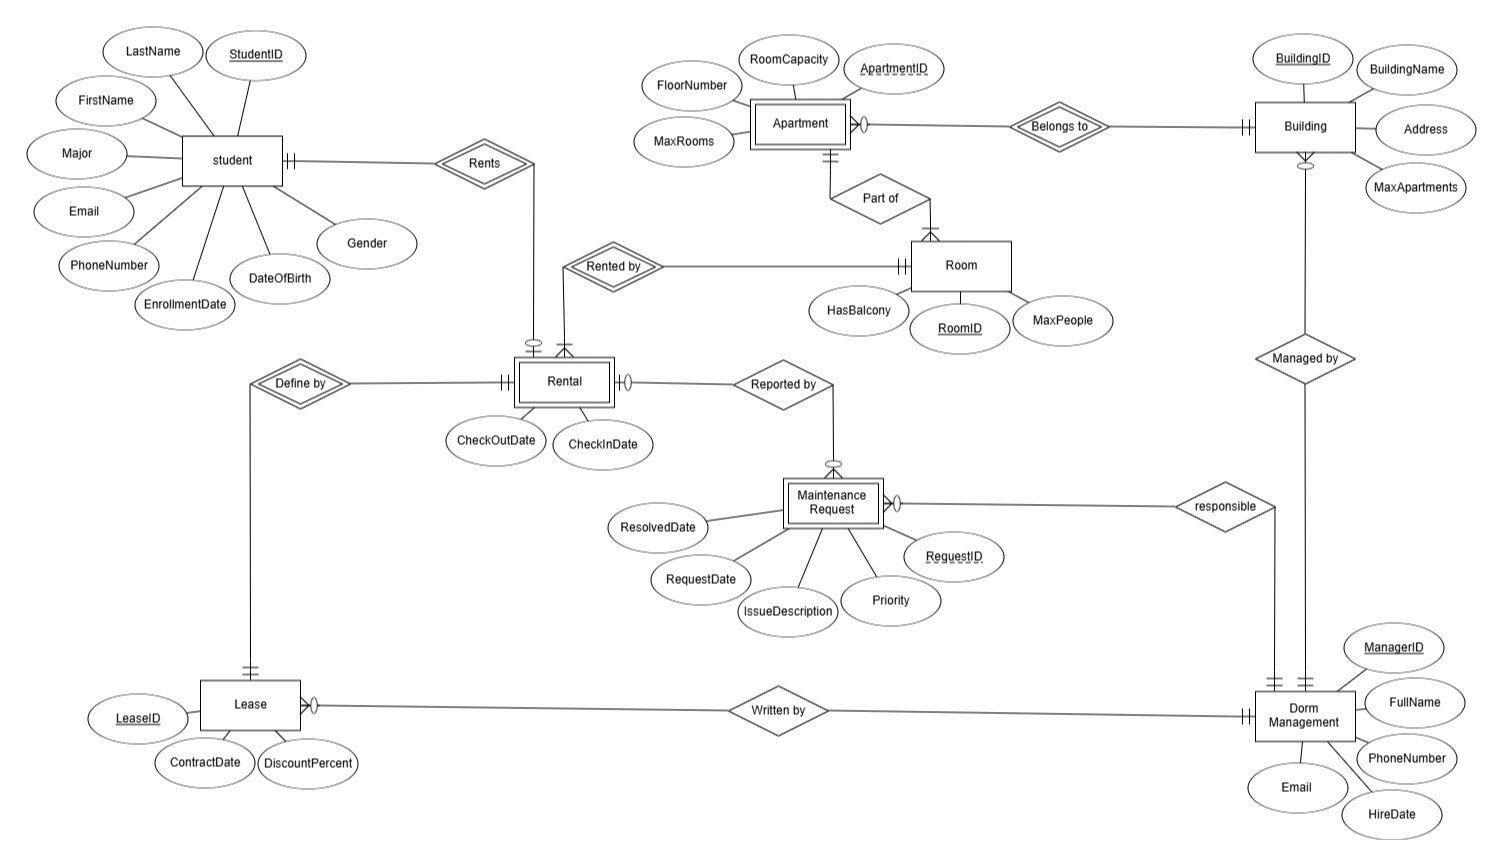 LastName
StudentID
FirstName
Major
student
Email
PhoneNumber
EnrollmentDate
DateOfBirth
Gender
Rents
RoomCapacity
ApartmentID
FloorNumber
MaxRooms
Apartment
Belongs to
BuildingID
BuildingName
Building
Address
MaxApartments
Part of
Rented by
Room
HasBalcony
RoomID
MaxPeople
Managed by
Define by
Rental
CheckOutDate
CheckInDate
Reported by
Maintenance
Request
ResolvedDate
RequestDate
IssueDescription
Priority
RequestID
responsible
Lease
LeaseID
ContractDate
DiscountPercent
Written by
Dorm
Management
ManagerID
FullName
PhoneNumber
Email
HireDate